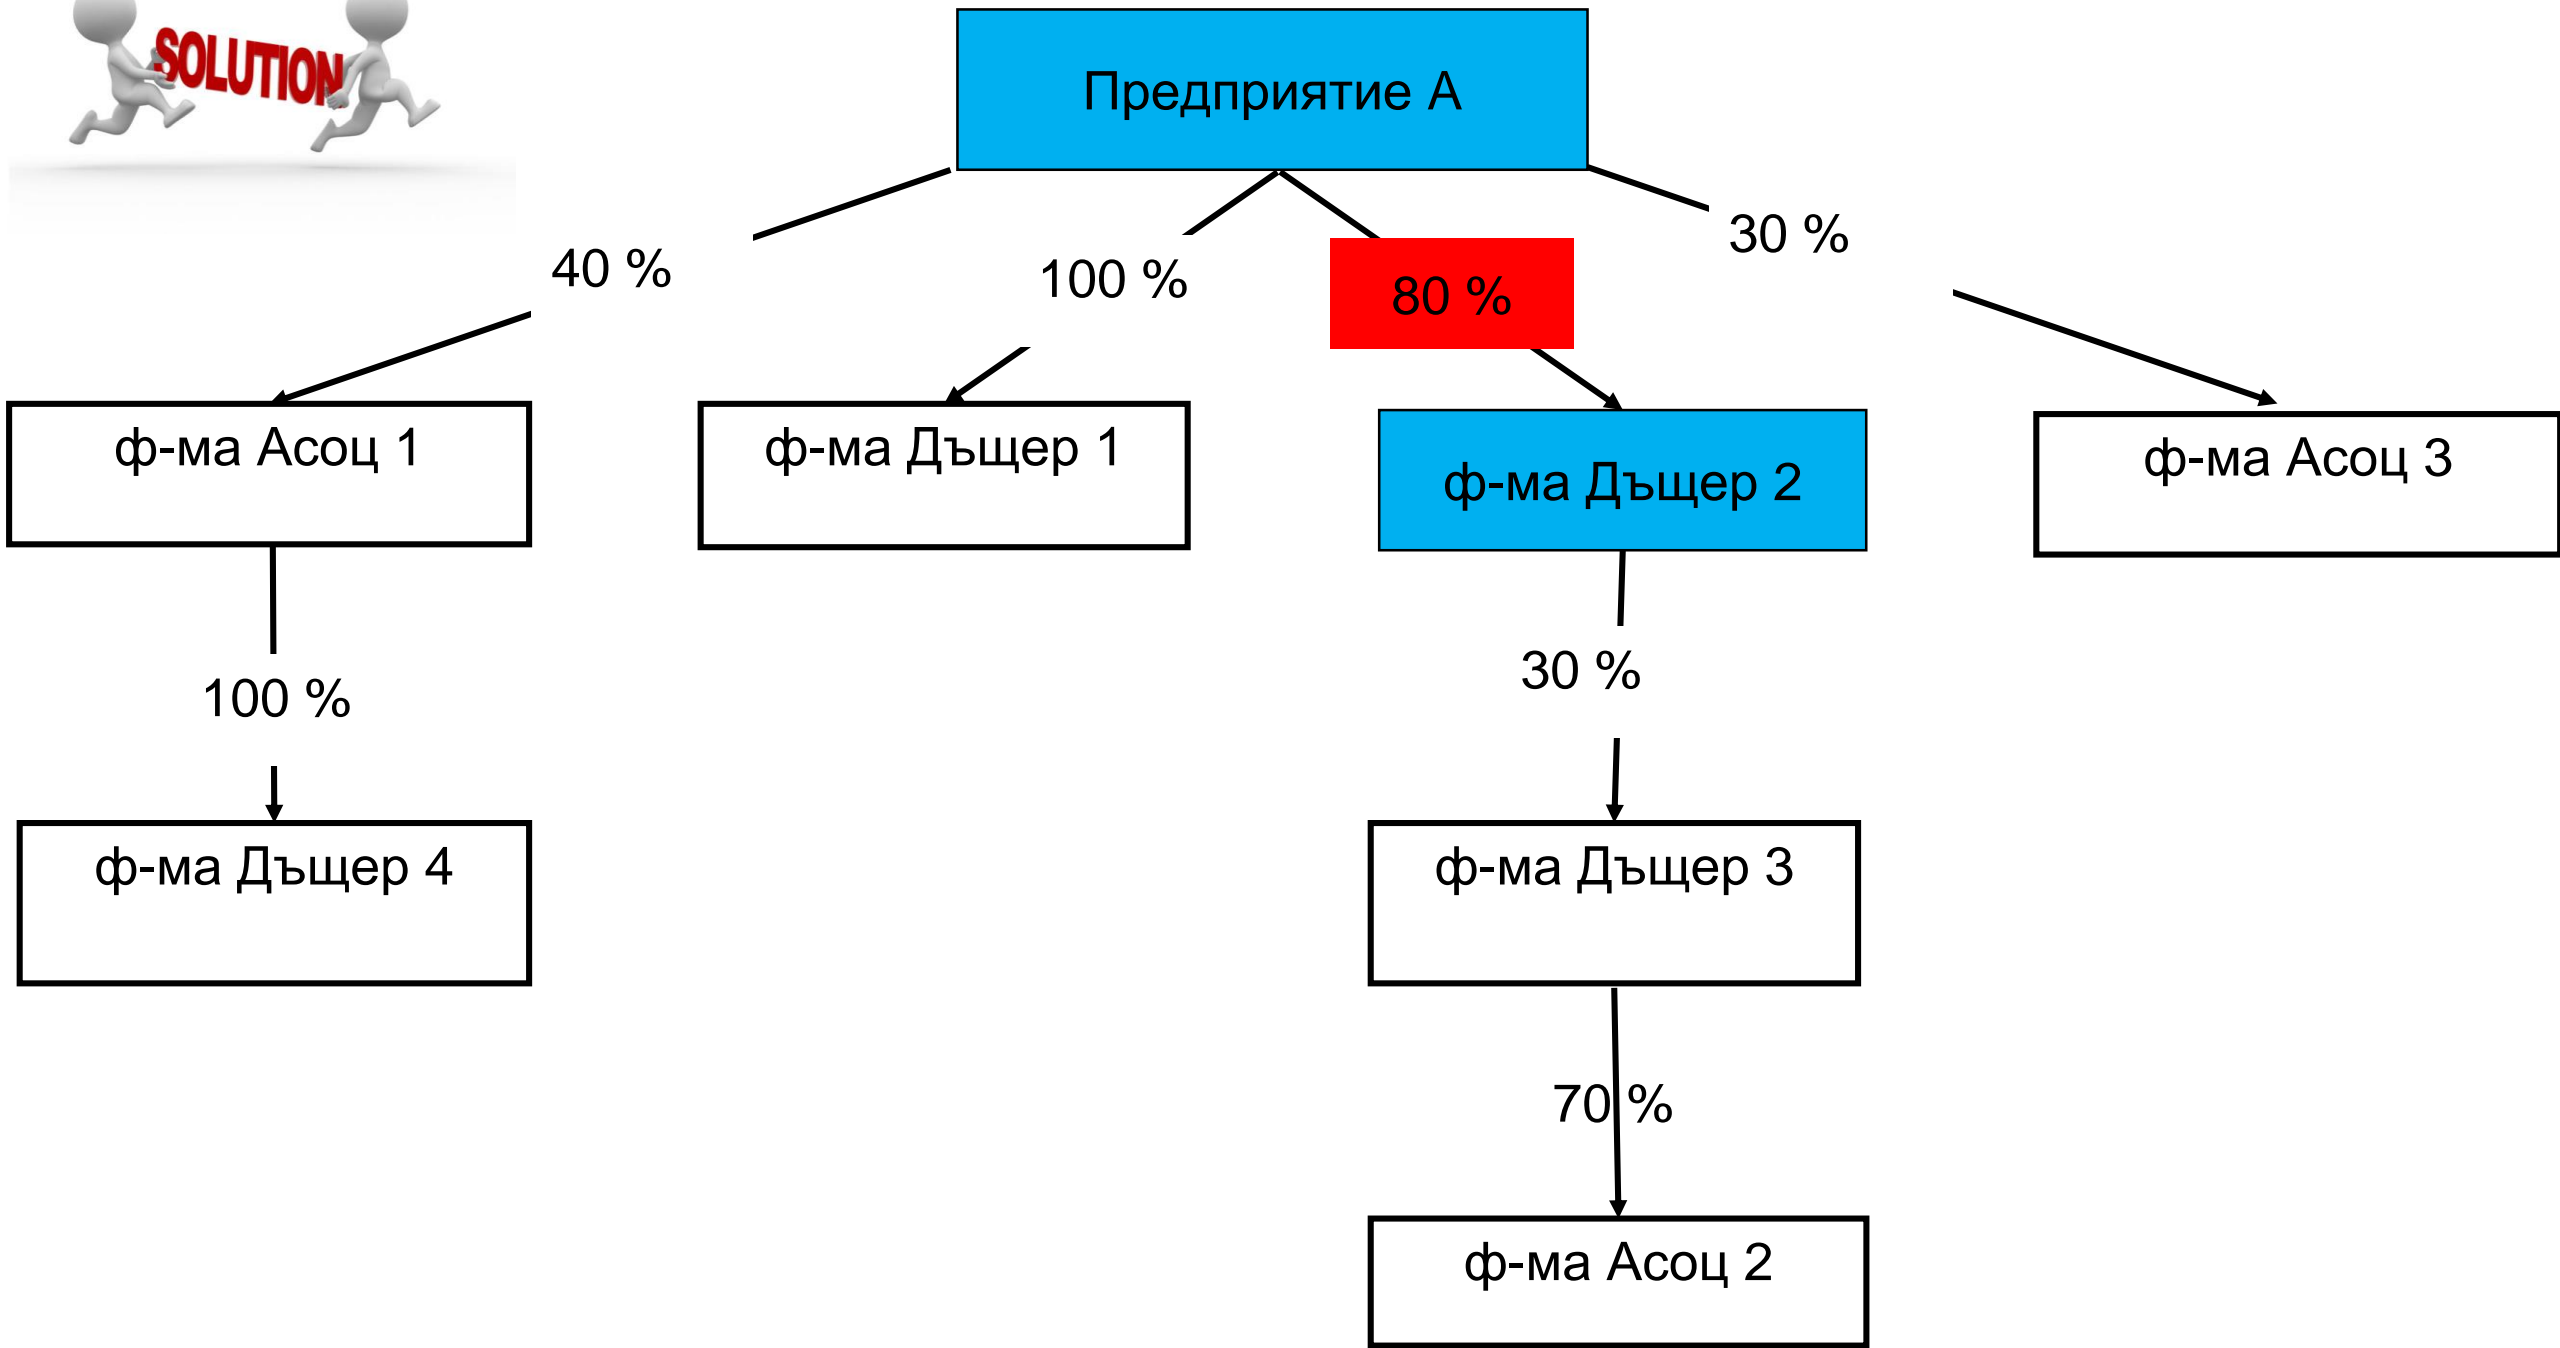 SOLUTION
Предприятие А
40 %
100 %
80 %
30 %
ф-ма Асоц 1
ф-ма Дъщер 1
ф-ма Дъщер 2
ф-ма Асоц 3
100 %
30 %
ф-ма Дъщер 4
ф-ма Дъщер 3
70 %
ф-ма Асоц 2